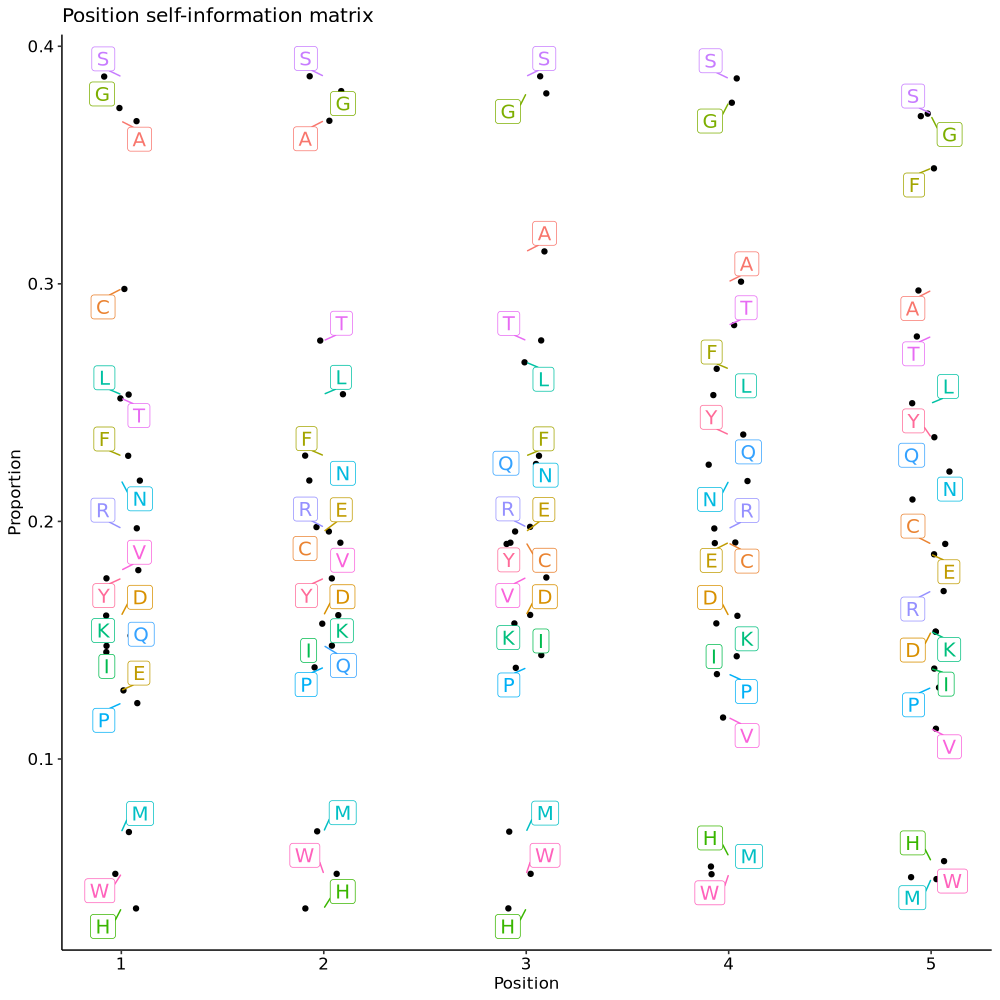 Position self-information matrix
0.4
S S S S
S
G G G G G
A A
F
A
A
0.3
C A
T T T
T
F
L L L L L
T Y Y
F F F
Q Q
Q N N
N N
R R R R
E E
C
0.2
V C V Y C E C
E
Y Y V R
D D D D
K Q K K K
I I I I D K
E P Q P P P I
P V P
V
0.1
M M M
H H
W W M
W H W W
H H M
1 2 3 4 5
Proportion
Position